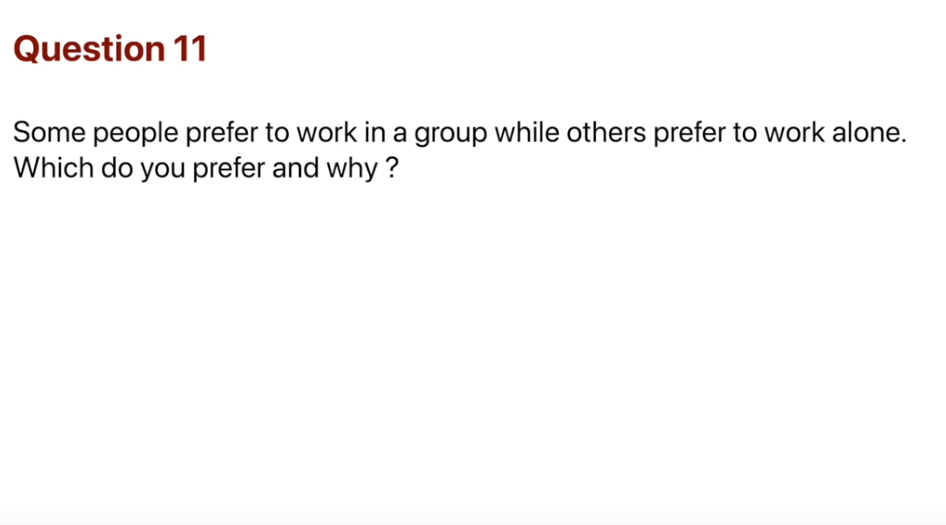 Question 11
Some people prefer to work in a group while others prefer to work alone.
Which do you prefer and why ?